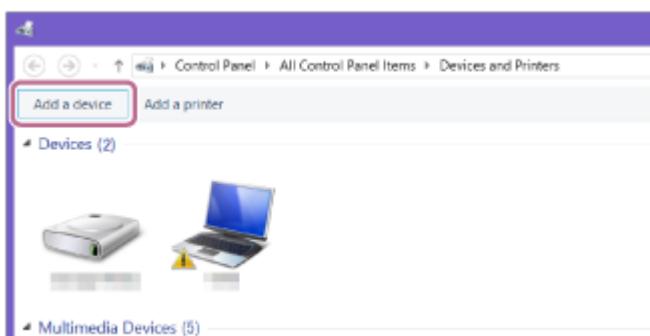 Control Panel All Control Panel Items Devices and Printers
Add a device Add a printer
Devices (2)
Multimedia Devices (5)